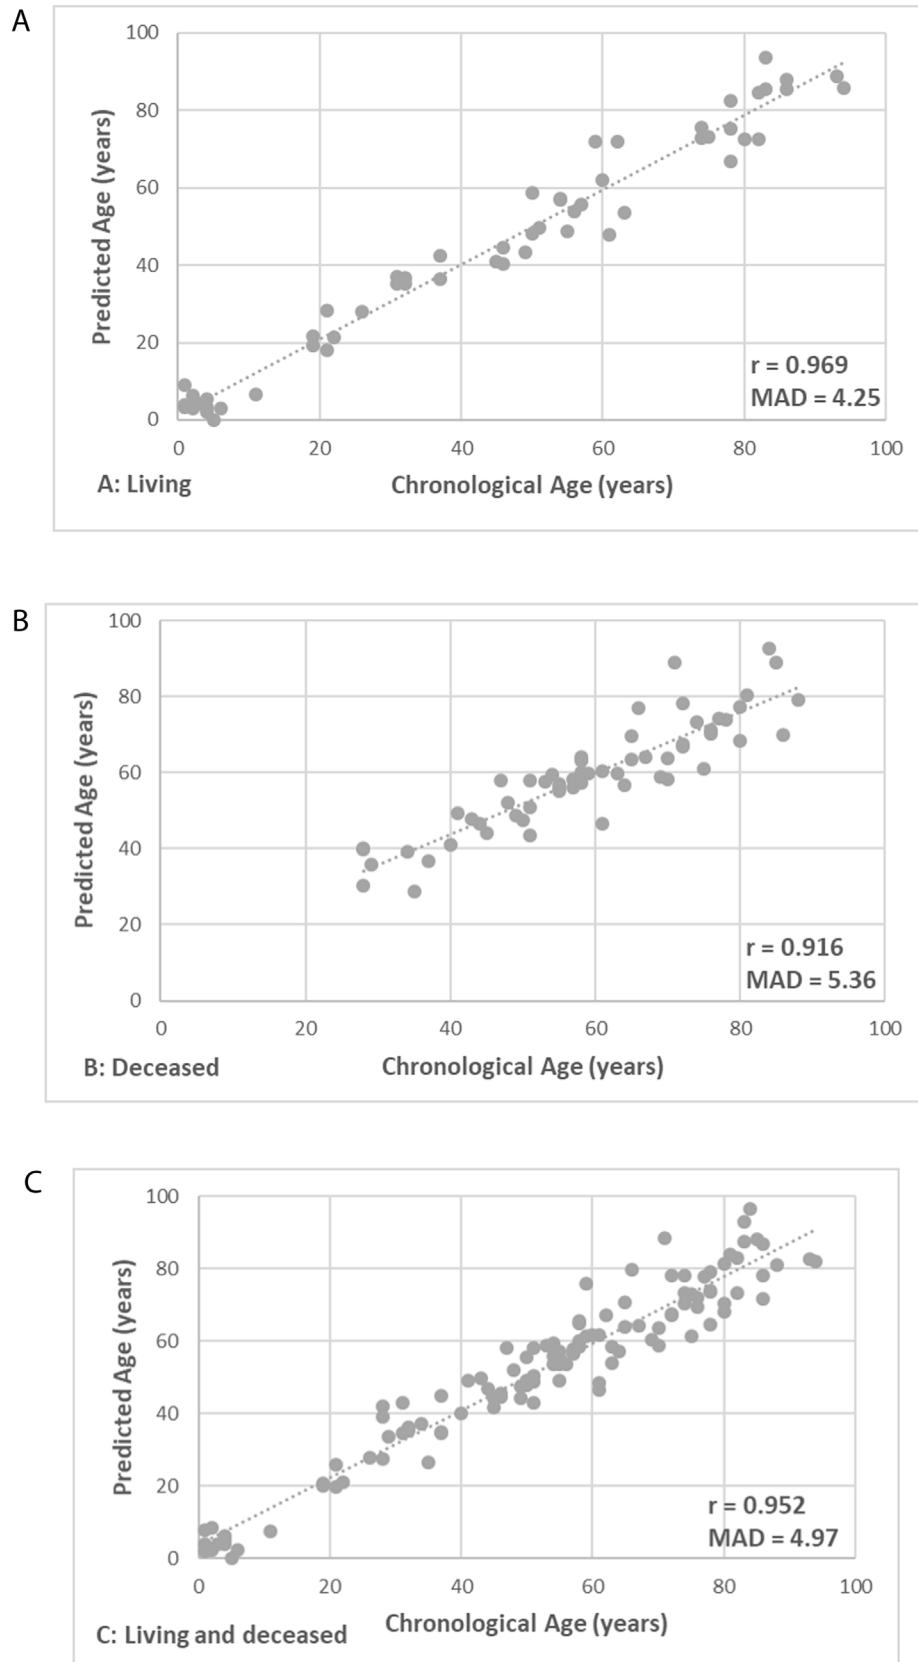 A
100
80
60
40
20
0
Predicted Age (years)
r = 0.969
MAD = 4.25
0 20 40 60 80 100
A: Living
Chronological Age (years)
B
100
80
60
40
20
0
Predicted Age (years)
r = 0.916
MAD = 5.36
0 20 40 60 80 100
B: Deceased
Chronological Age (years)
C
100
80
60
40
20
0
Predicted Age (years)
r = 0.952
MAD = 4.97
0 20 40 60 80 100
C: Living and deceased
Chronological Age (years)